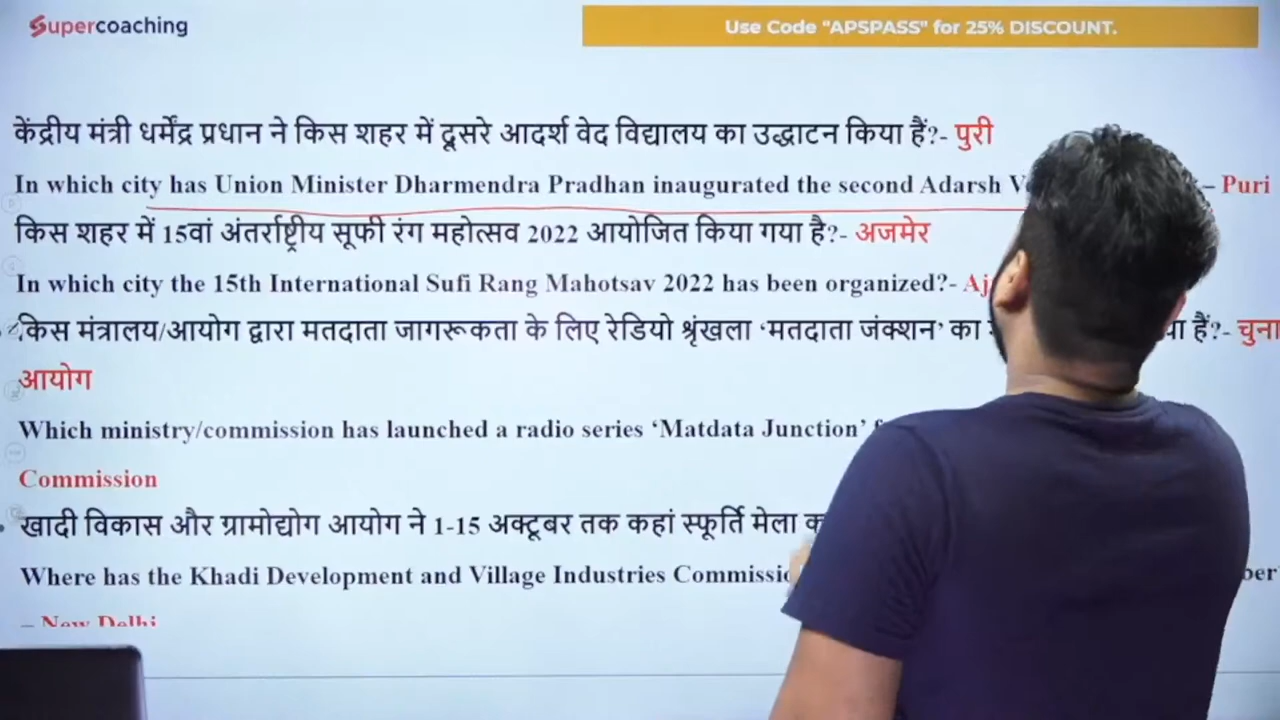 Supercoaching
Use Code "APSPASS" for 25% DISCOUNT.
केंद्रीय मंत्री धर्मेंद्र प्रधान ने किस शहर में दूसरे आदर्श वेद विद्यालय का उद्घाटन किया हैं?- पुरी
In which city has Union Minister Dharmendra Pradhan inaugurated the second Adarsh – Puri
किस शहर में 15वां अंतर्राष्ट्रीय सूफी रंग महोत्सव 2022 आयोजित किया गया है?- अजमेर
In which city the 15th International Sufi Rang Mahotsav 2022 has been organized?-
किस मंत्रालय/आयोग द्वारा मतदाता जागरूकता के लिए रेडियो श्रृंखला ‘मतदाता जंक्शन’ का हैं?-
आयोग
Which ministry/commission has launched a radio series ‘Matdata Junction’
Commission
खादी विकास और ग्रामोद्योग आयोग ने 1-15 अक्टूबर तक कहां स्फूर्ति मेला
Where has the Khadi Development and Village Industries
– New Delhi